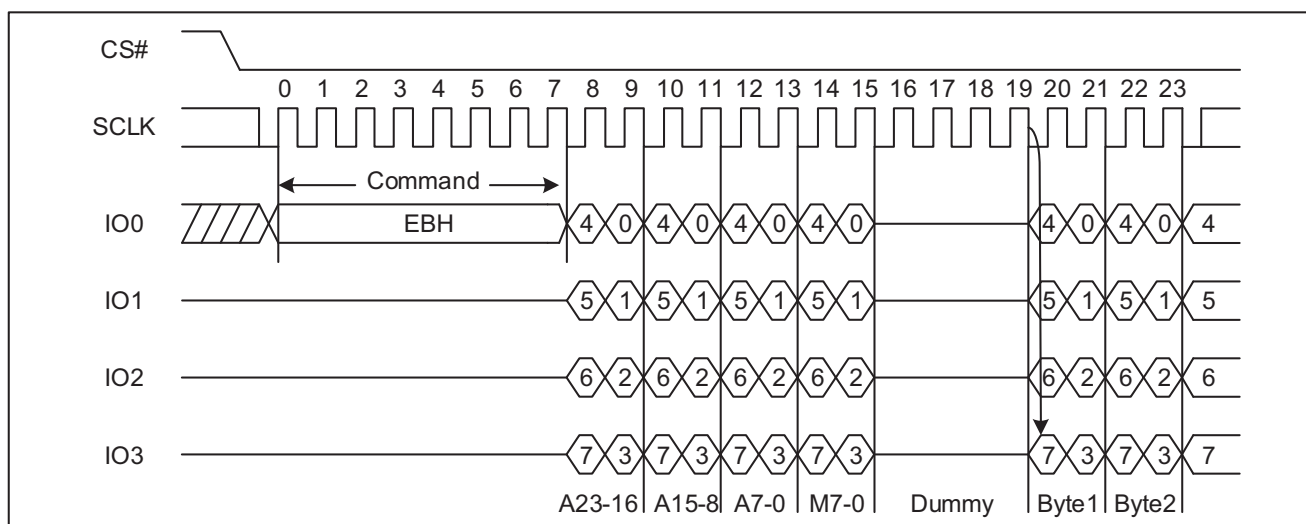 CS#
0 1 2 3 4 5 6 7 8 9 10 11 12 13 14 15 16 17 18 19 20 21 22 23
SCLK
Command
IO0 EBH 4 0 4 0 4 0 4 0 4 0 4 0 4
IO1 5 1 5 1 5 1 5 1 5 1 5 1 5
IO2 6 2 6 2 6 2 6 2 6 2 6 2 6
IO3 7 3 7 3 7 3 7 3 7 3 7 3 7
A23-16 A15-8 A7-0 M7-0 Dummy Byte1 Byte2